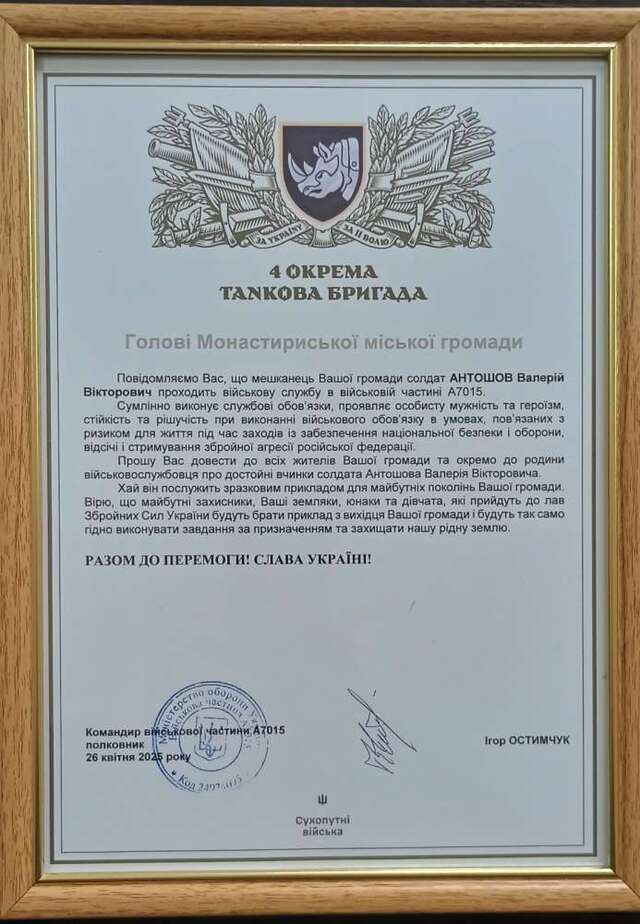 ЗА УКРАЇНУ ЗА ЇЇ ВОЛЮ
4 ОКРЕМА
ТАНКОВА БРИГАДА
Голові Монастириської міської громади
Повідомляємо Вас, що мешканець Вашої громади солдат АНТОШОВ Валерій
Вікторович проходить військову службу в військовій частині А7015.
Сумлінно виконує службові обов'язки, проявляє особисту мужність та героїзм,
стійкість та рішучість при виконанні військового обов'язку в умовах, пов'язаних з
ризиком для життя під час заходів із забезпечення національної безпеки і оборони,
відсічі і стримування збройної агресії російської федерації.
Прошу Вас довести до всіх жителів Вашої громади та окремо до родини
військовослужбовця про достойні вчинки солдата Антошова Валерія Вікторовича.
Хай він послужить зразковим прикладом для майбутніх поколінь Вашої громади.
Вірю, що майбутні захисники, Ваші земляки, юнаки та дівчата, які прийдуть до лав
Збройних Сил України будуть брати приклад з вихідця Вашої громади і будуть так само
гідно виконувати завдання за призначенням та захищати нашу рідну землю.
РАЗОМ ДО ПЕРЕМОГИ! СЛАВА УКРАЇНІ!
Міністерство оборони України
Військова частина
Код
Командир військової частини А7015
полковник
26 квітня 2025 року
Ігор ОСТИМЧУК
Сухопутні
війська